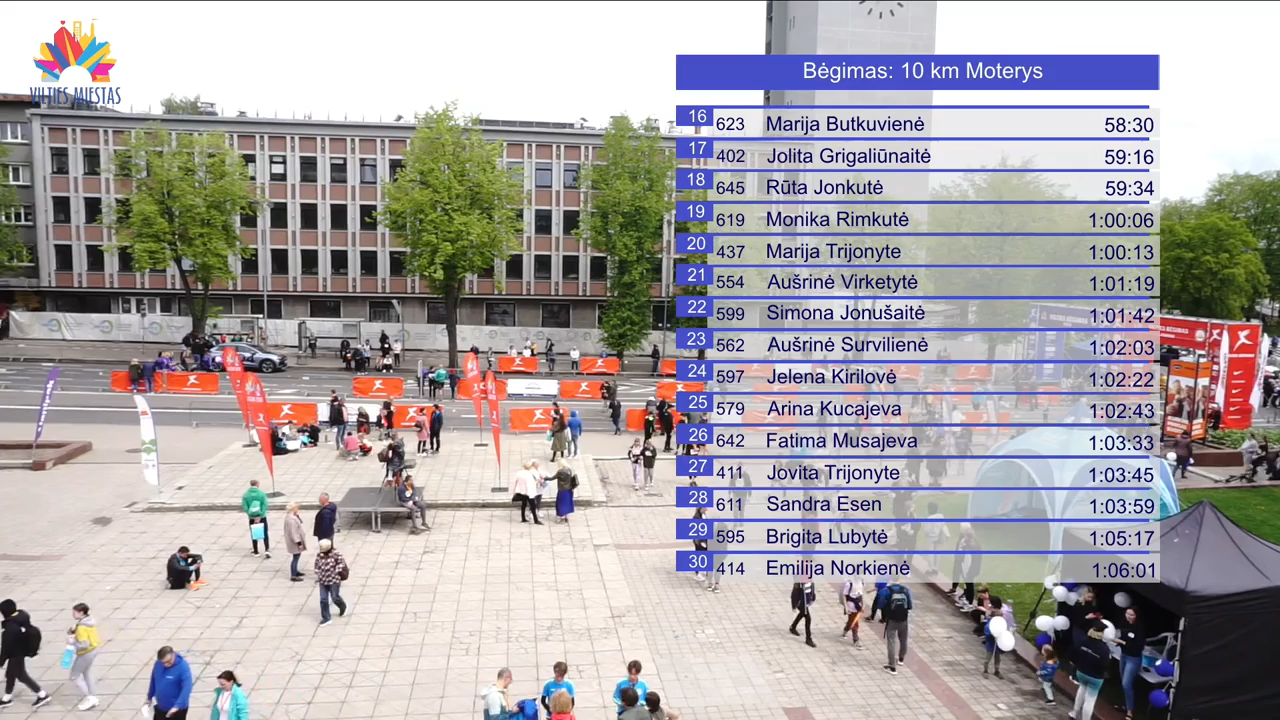 VILTIES MIESTAS
Bėgimas: 10 km Moterys
16 623 Marija Butkuvienė 58:30
17 402 Jolita Grigaliūnaitė 59:16
18 645 Rūta Jonkutė 59:34
19 619 Monika Rimkutė 1:00:06
20 437 Marija Trijonyte 1:00:13
21 554 Aušrinė Virketytė 1:01:19
22 599 Simona Jonušaitė 1:01:42
23 562 Aušrinė Survilienė 1:02:03
24 597 Jelena Kirilovė 1:02:22
25 579 Arina Kucajeva 1:02:43
26 642 Fatima Musajeva 1:03:33
27 411 Jovita Trijonyte 1:03:45
28 611 Sandra Esen 1:03:59
29 595 Brigita Lubytė 1:05:17
30 414 Emilija Norkienė 1:06:01